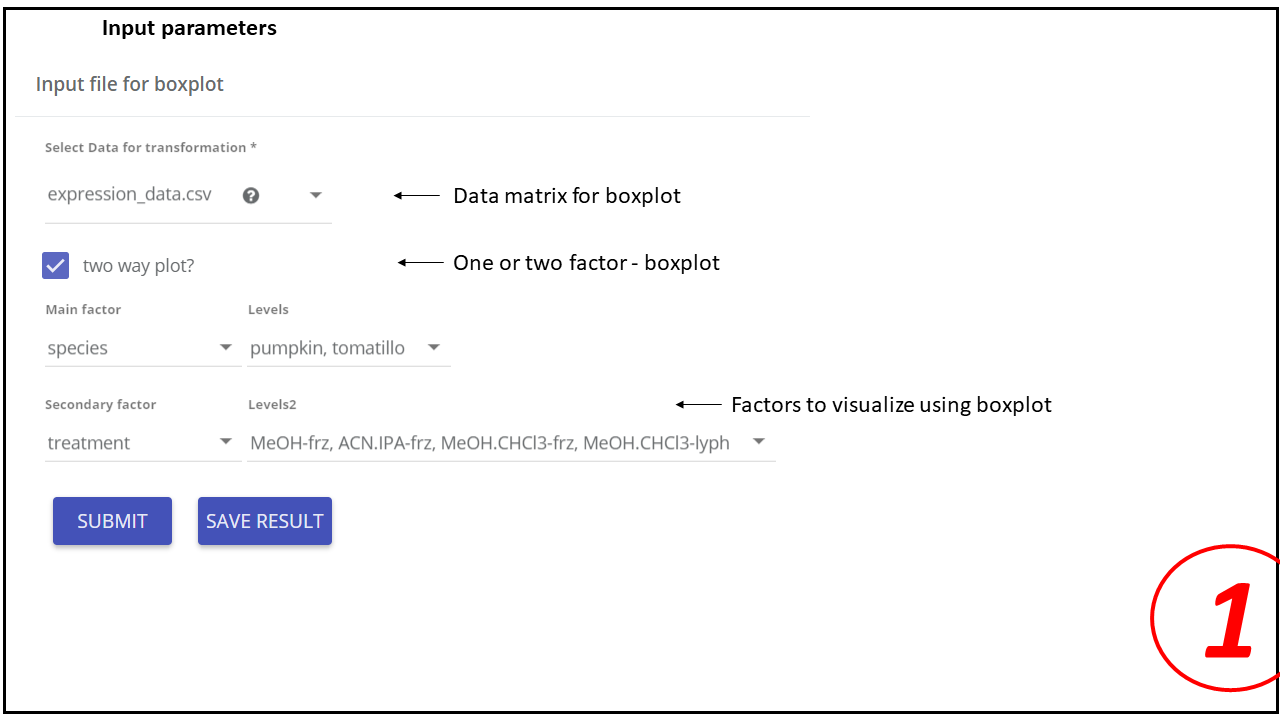 Input parameters
Input file for boxplot
Select Data for transformation *
expression_data.csv ? Data matrix for boxplot
two way plot? One or two factor - boxplot
Main factor Levels
species pumpkin, tomatillo
Secondary factor Levels2 Factors to visualize using boxplot
treatment MeOH-frz, ACN.IPA-frz, MeOH.CHCl3-frz, MeOH.CHCl3-lyph
SUBMIT SAVE RESULT
1